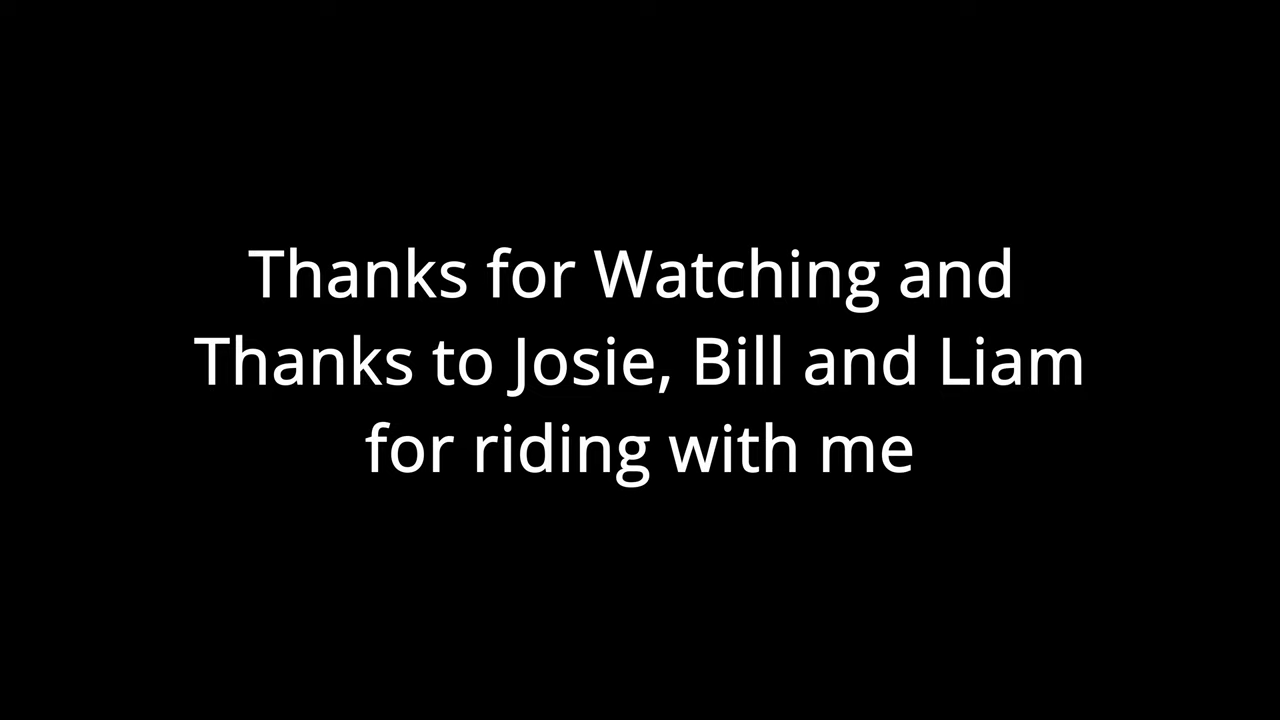 Thanks for Watching and
Thanks to Josie, Bill and Liam
for riding with me